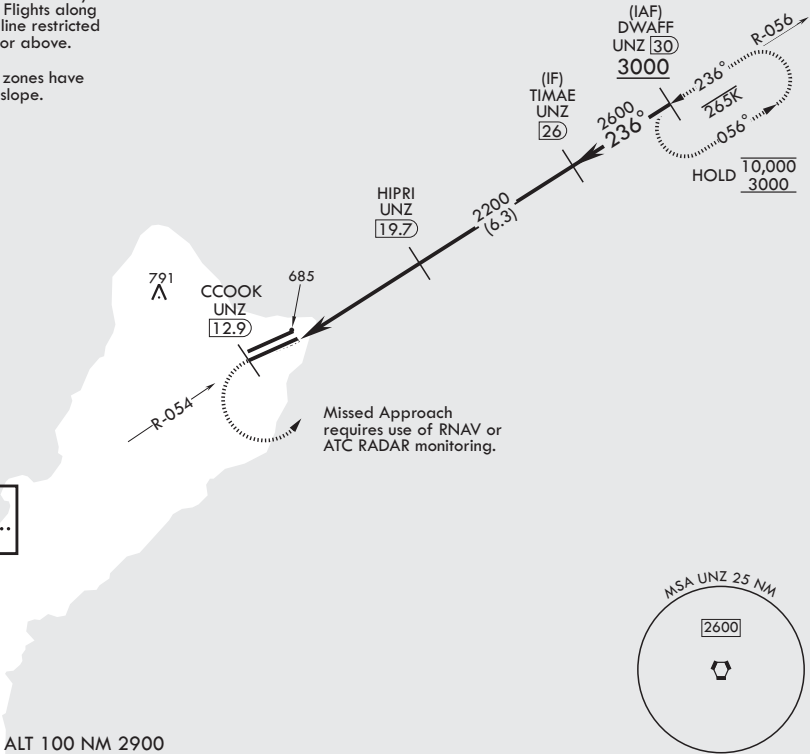 Flights along
line restricted
or above.
zones have
slope.
(IAF)
DWAFF
UNZ 30
3000
R-056
236°
265K
056°
HOLD 10,000
3000
(IF)
TIMAE
UNZ
26
2600
236°
HIPRI
UNZ
19.7
2200
(6.3)
791
685
CCOOK
UNZ
12.9
R-054
Missed Approach
requires use of RNAV or
ATC RADAR monitoring.
MSA UNZ 25 NM
2600
ALT 100 NM 2900